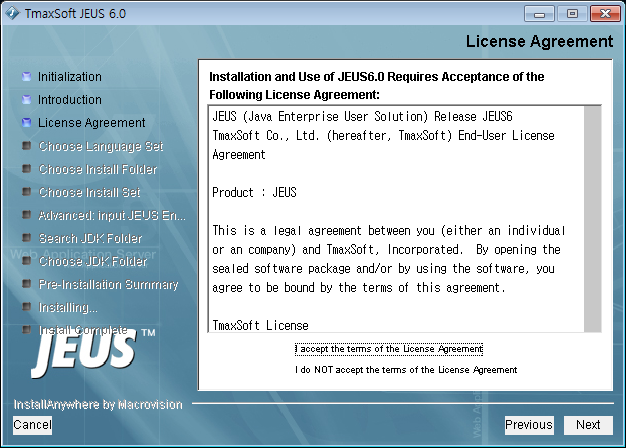 TmaxSoft JEUS 6.0
License Agreement
Initialization
Introduction
License Agreement
Choose Language Set
Choose Install Folder
Choose Install Set
Advanced: input JEUS En...
Search JDK Folder
Choose JDK Folder
Pre-Installation Summary
Installing...
Install Complete
Web Application Server
JEUS™
Installation and Use of JEUS6.0 Requires Acceptance of the
Following License Agreement:
JEUS (Java Enterprise User Solution) Release JEUS6
TmaxSoft Co., Ltd. (hereafter, TmaxSoft) End-User License
Agreement
Product : JEUS
This is a legal agreement between you (either an individual
or an company) and TmaxSoft, Incorporated. By opening the
sealed software package and/or by using the software, you
agree to be bound by the terms of this agreement.
TmaxSoft License
I accept the terms of the License Agreement
I do NOT accept the terms of the License Agreement
InstallAnywhere by Macrovision
Cancel
Previous
Next